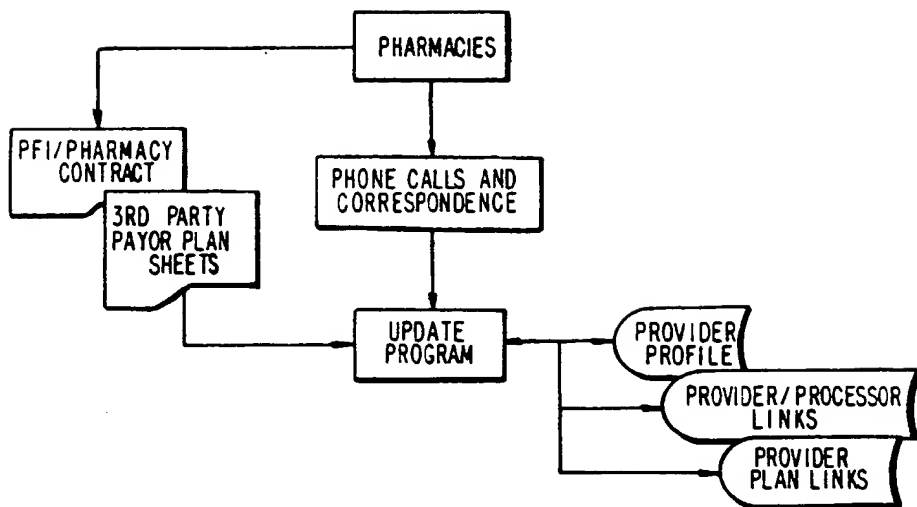 PHARMACIES
PFI/PHARMACY
CONTRACT
3RD PARTY
PAYOR PLAN
SHEETS
PHONE CALLS AND
CORRESPONDENCE
UPDATE
PROGRAM
PROVIDER
PROFILE
PROVIDER/PROCESSOR
LINKS
PROVIDER
PLAN LINKS